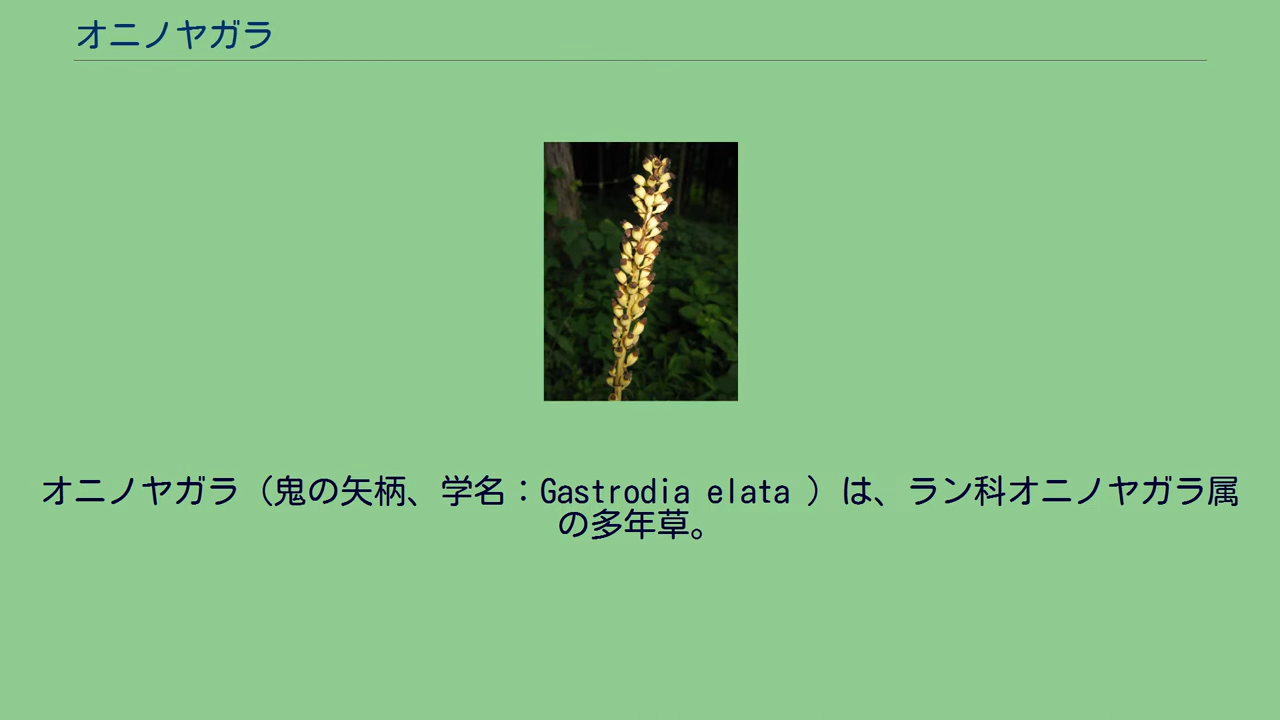 オニノヤガラ
オニノヤガラ（鬼の矢柄、学名：Gastrodia elata ）は、ラン科オニノヤガラ属
の多年草。